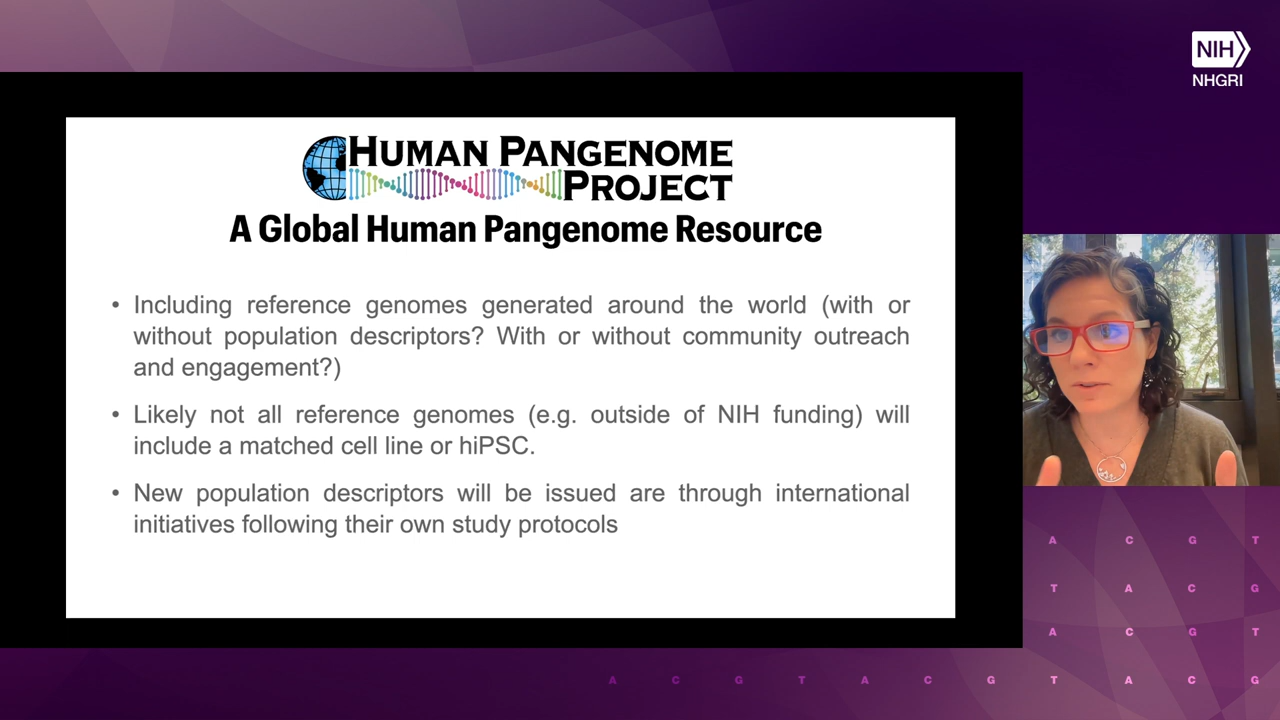 NIH
NHGRI
HUMAN PANGENOME
PROJECT
A Global Human Pangenome Resource
• Including reference genomes generated around the world (with or
without population descriptors? With or without community outreach
and engagement?)
• Likely not all reference genomes (e.g. outside of NIH funding) will
include a matched cell line or hiPSC.
• New population descriptors will be issued are through international
initiatives following their own study protocols
A C G T
T A C G
A C G T
A C G T A C G T A C G